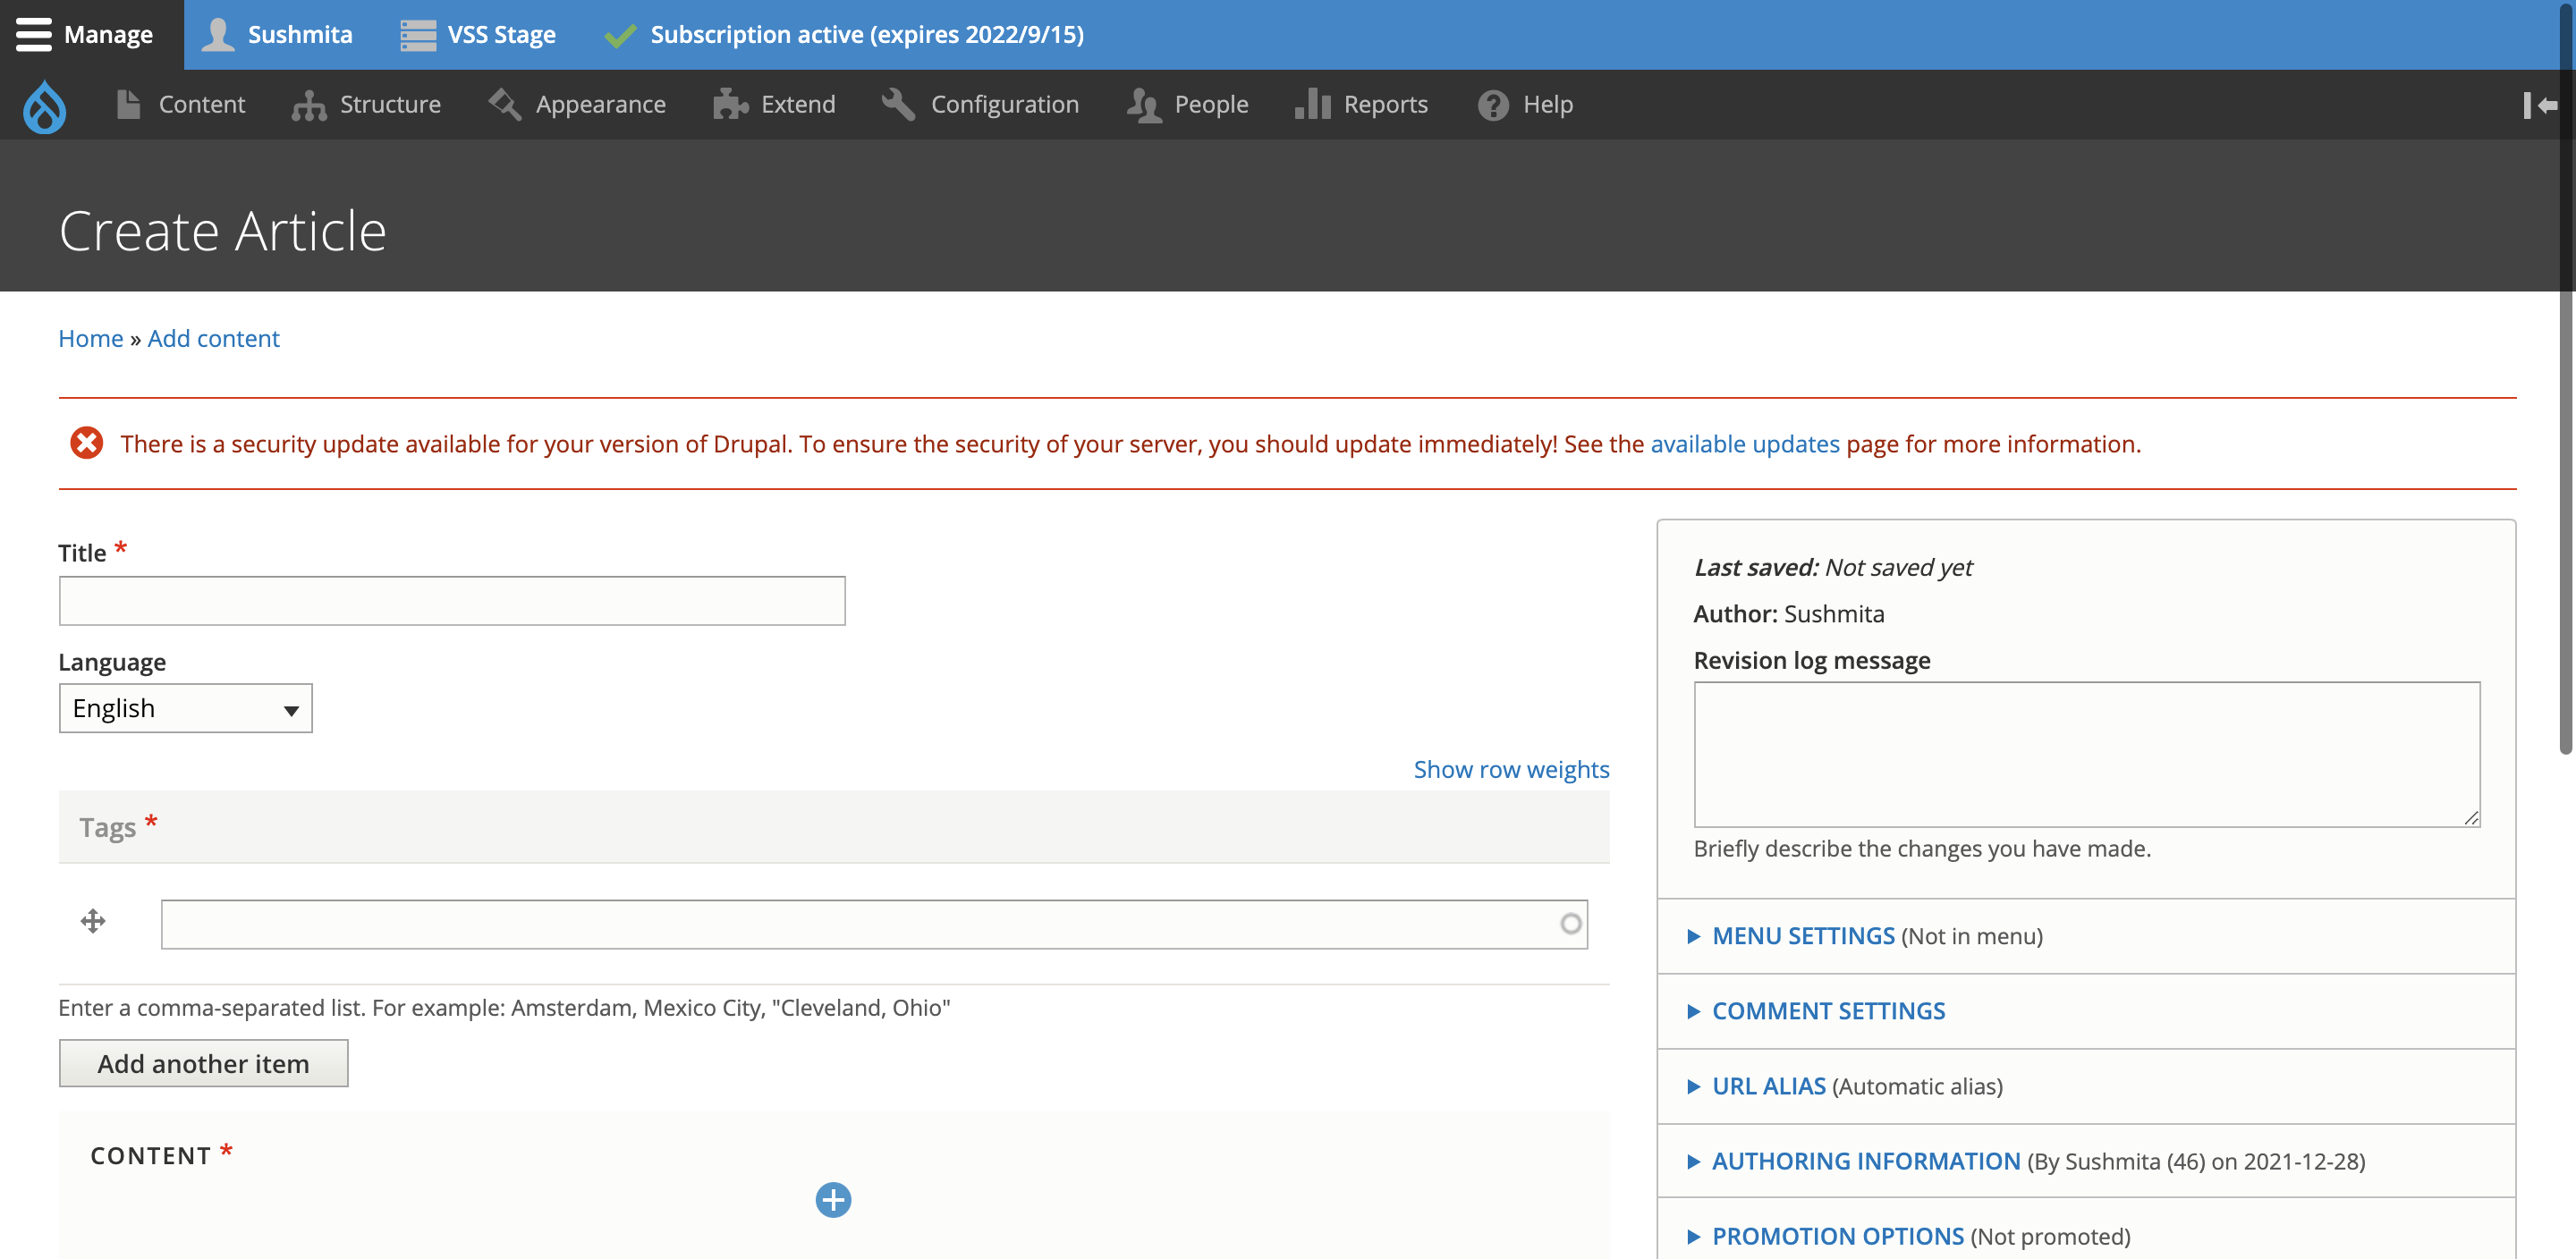 Manage Sushmita VSS Stage Subscription active (expires 2022/9/15)
Content Structure Appearance Extend Configuration People Reports Help
Create Article
Home » Add content
There is a security update available for your version of Drupal. To ensure the security of your server, you should update immediately! See the available updates page for more information.
Title *
Language
English
Show row weights
Tags *
Enter a comma-separated list. For example: Amsterdam, Mexico City, "Cleveland, Ohio"
Add another item
CONTENT *
Last saved: Not saved yet
Author: Sushmita
Revision log message
Briefly describe the changes you have made.
MENU SETTINGS (Not in menu)
COMMENT SETTINGS
URL ALIAS (Automatic alias)
AUTHORING INFORMATION (By Sushmita (46) on 2021-12-28)
PROMOTION OPTIONS (Not promoted)